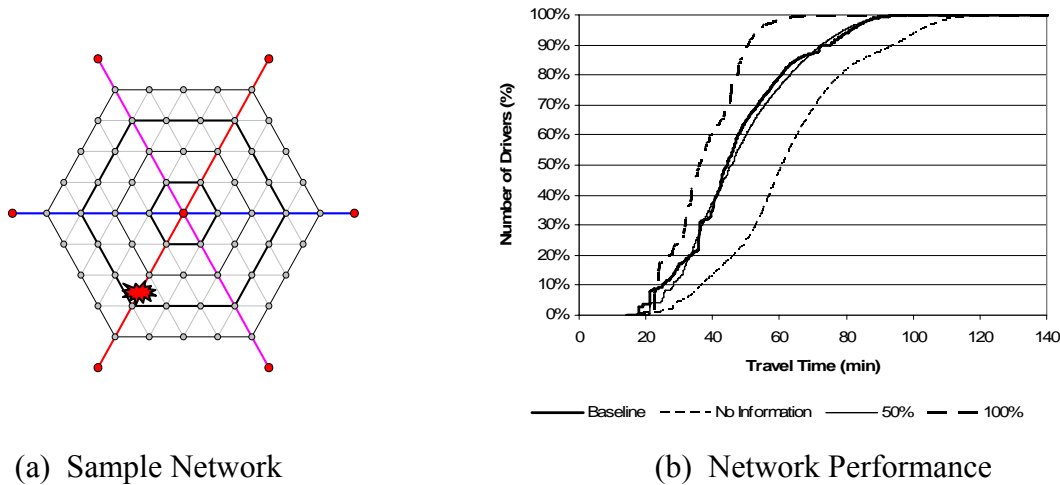 100%
90%
80%
70%
60%
50%
40%
30%
20%
10%
0%
Number of Drivers (%)
0 20 40 60 80 100 120 140
Travel Time (min)
Baseline No Information 50% 100%
(a) Sample Network
(b) Network Performance